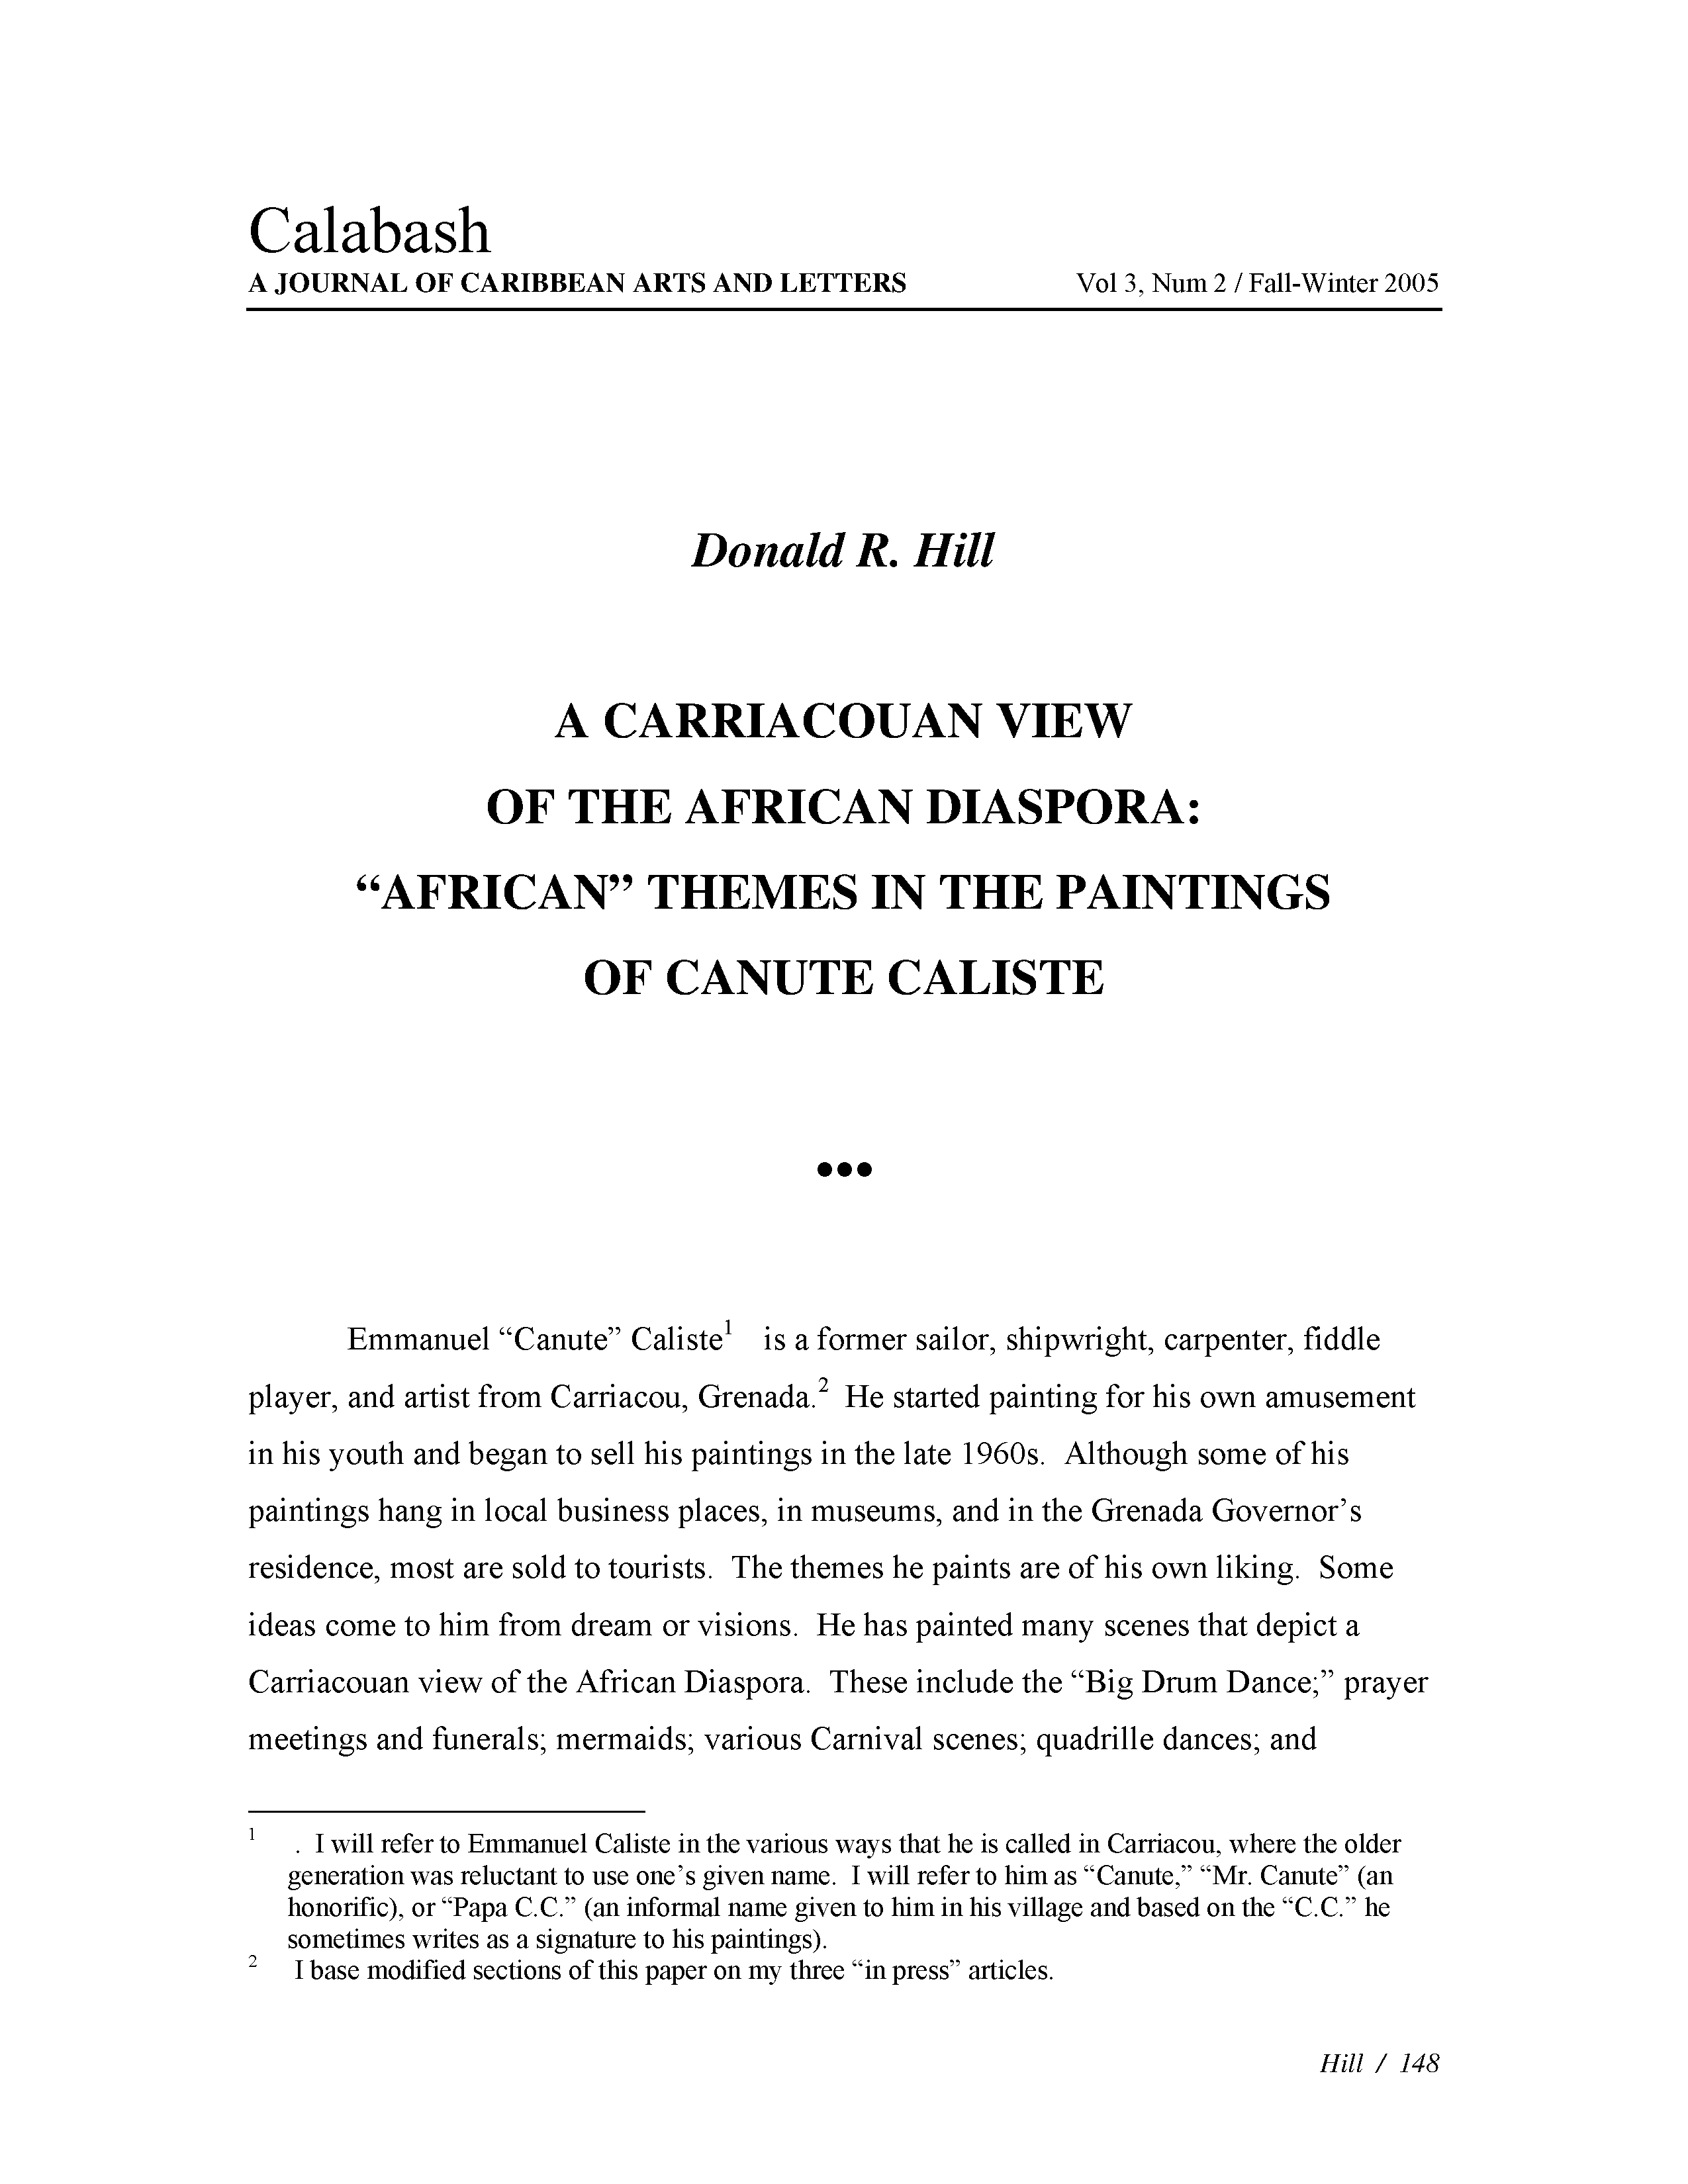 Calabash
A JOURNAL OF CARIBBEAN ARTS AND LETTERS Vol 3, Num 2 / Fall-Winter 2005
Donald R. Hill
A CARRIACOUAN VIEW
OF THE AFRICAN DIASPORA:
“AFRICAN” THEMES IN THE PAINTINGS
OF CANUTE CALISTE
•••
Emmanuel “Canute” Caliste1 is a former sailor, shipwright, carpenter, fiddle
player, and artist from Carriacou, Grenada.2 He started painting for his own amusement
in his youth and began to sell his paintings in the late 1960s. Although some of his
paintings hang in local business places, in museums, and in the Grenada Governor’s
residence, most are sold to tourists. The themes he paints are of his own liking. Some
ideas come to him from dream or visions. He has painted many scenes that depict a
Carriacouan view of the African Diaspora. These include the “Big Drum Dance;” prayer
meetings and funerals; mermaids; various Carnival scenes; quadrille dances; and
1 . I will refer to Emmanuel Caliste in the various ways that he is called in Carriacou, where the older
generation was reluctant to use one’s given name. I will refer to him as “Canute,” “Mr. Canute” (an
honorific), or “Papa C.C.” (an informal name given to him in his village and based on the “C.C.” he
sometimes writes as a signature to his paintings).
2 I base modified sections of this paper on my three “in press” articles.
Hill / 148